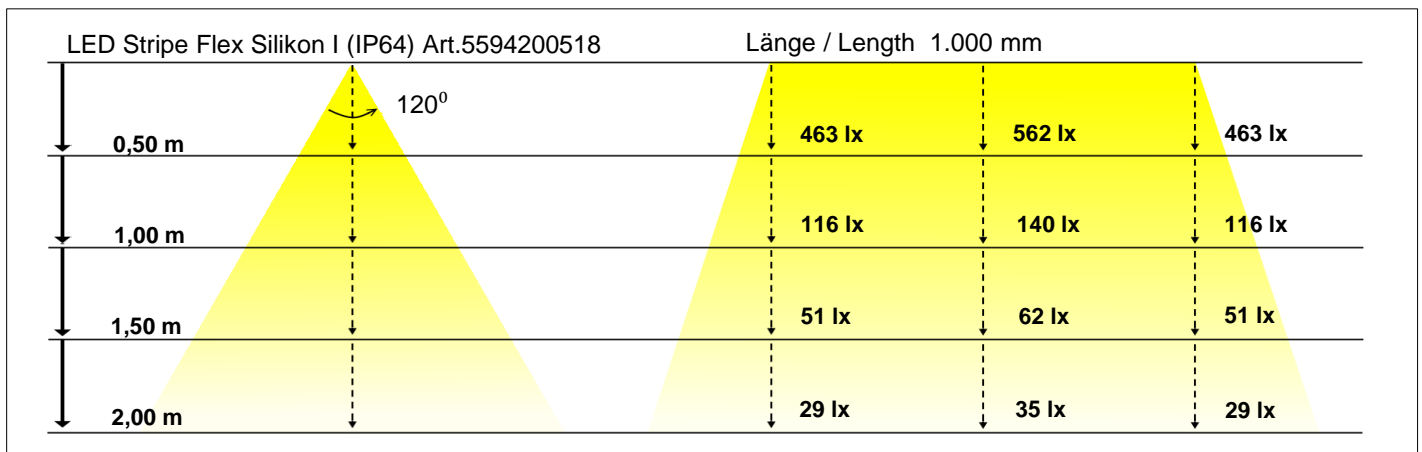 LED Stripe Flex Silikon I (IP64) Art.5594200518
Länge / Length 1.000 mm
120⁰
0,50 m
463 lx
562 lx
463 lx
1,00 m
116 lx
140 lx
116 lx
1,50 m
51 lx
62 lx
51 lx
2,00 m
29 lx
35 lx
29 lx